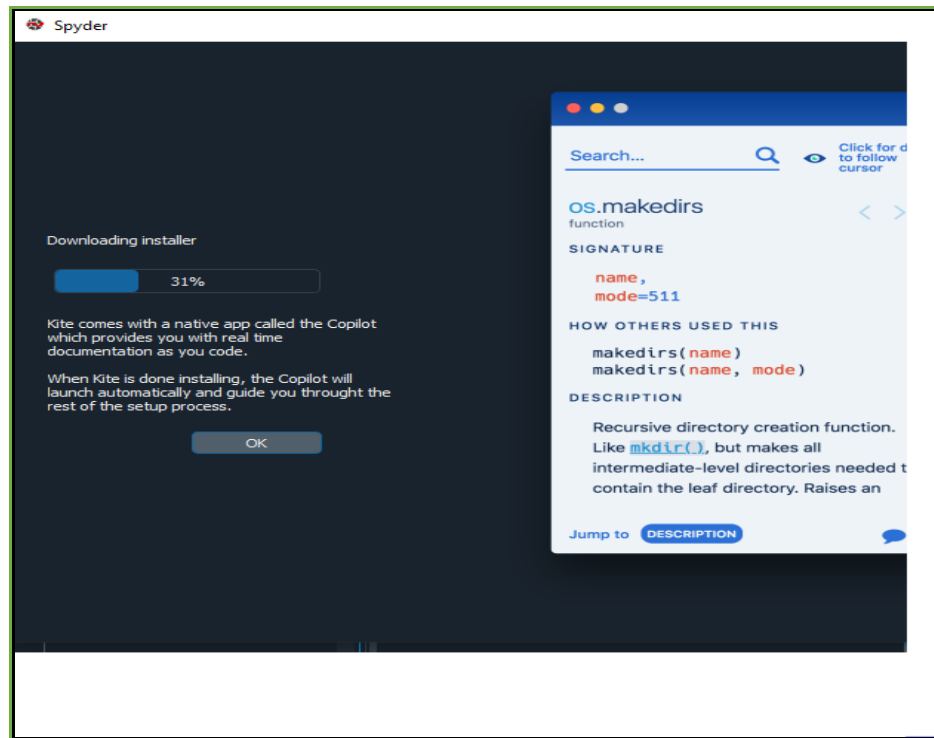 Spyder
Downloading installer
31%
Kite comes with a native app called the Copilot
which provides you with real time
documentation as you code.
When Kite is done installing, the Copilot will
launch automatically and guide you throught the
rest of the setup process.
OK
Search...
Click for d
to follow
cursor
os.makedirs
function
SIGNATURE
name,
mode=511
HOW OTHERS USED THIS
makedirs(name)
makedirs(name, mode)
DESCRIPTION
Recursive directory creation function.
Like mkdir(), but makes all
intermediate-level directories needed t
contain the leaf directory. Raises an
Jump to DESCRIPTION